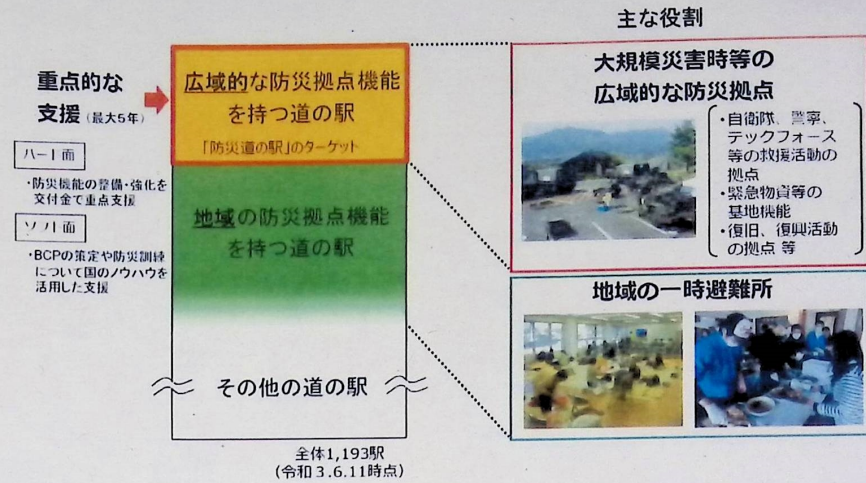 主な役割
重点的な
支援（最大5年）
ハード面
・防災機能の整備・強化を
交付金で重点支援
ソフト面
・BCPの策定や防災訓練
について国のノウハウを
活用した支援
広域的な防災拠点機能
を持つ道の駅
「防災道の駅」のターゲット
地域の防災拠点機能
を持つ道の駅
その他の道の駅
全体1,193駅
（令和3.6.11時点）
大規模災害時等の
広域的な防災拠点
・自衛隊、警察、
テックフォース
等の救援活動の
拠点
・緊急物資等の
基地機能
・復旧、復興活動
の拠点 等
地域の一時避難所